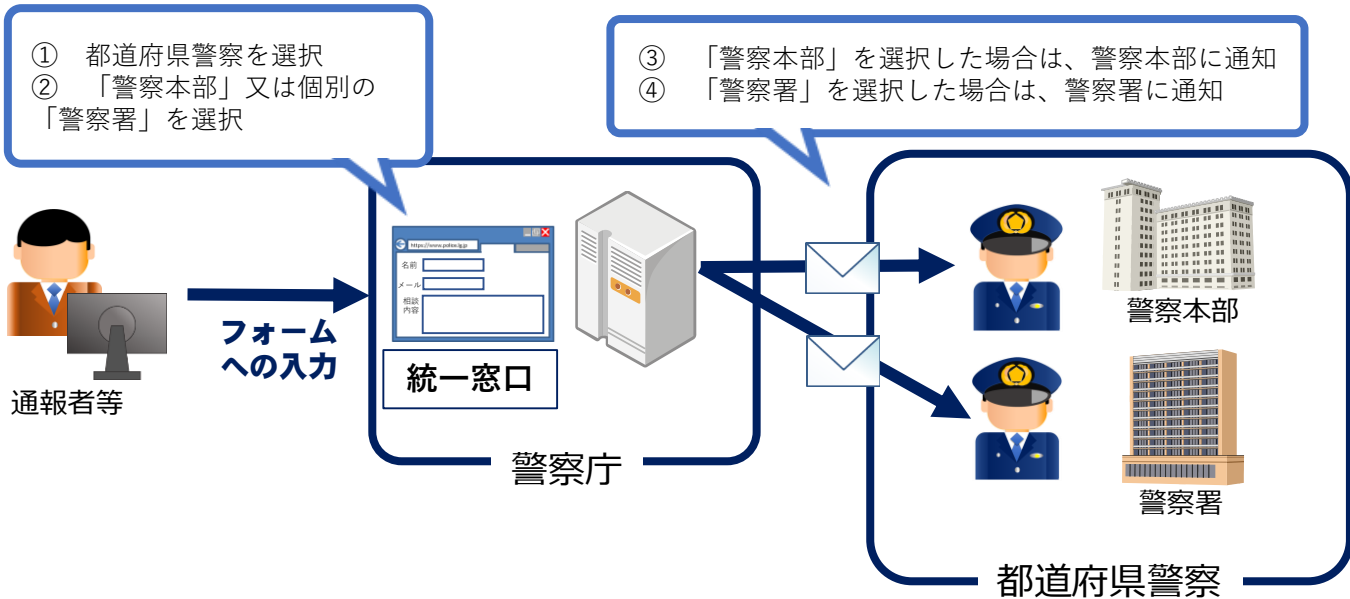 ① 都道府県警察を選択
② 「警察本部」又は個別の
「警察署」を選択
③ 「警察本部」を選択した場合は、警察本部に通知
④ 「警察署」を選択した場合は、警察署に通知
https://www.police.lg.jp
名前
メール
相談
内容
フォーム
への入力
統一窓口
通報者等
警察庁
警察本部
警察署
都道府県警察